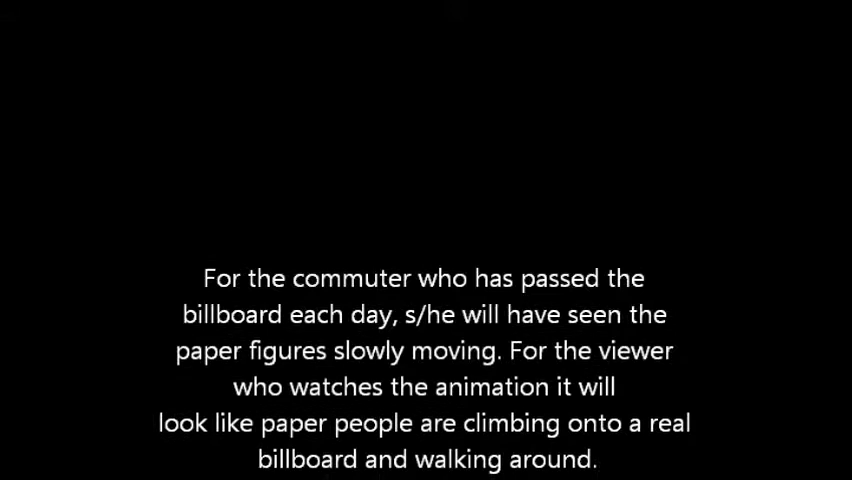 For the commuter who has passed the
billboard each day, s/he will have seen the
paper figures slowly moving. For the viewer
who watches the animation it will
look like paper people are climbing onto a real
billboard and walking around.